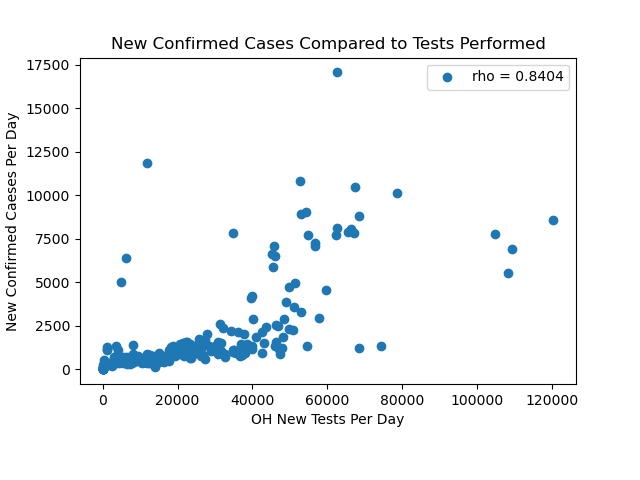 New Confirmed Cases Compared to Tests Performed
rho = 0.8404
New Confirmed Caeses Per Day
17500
15000
12500
10000
7500
5000
2500
0
0 20000 40000 60000 80000 100000 120000
OH New Tests Per Day